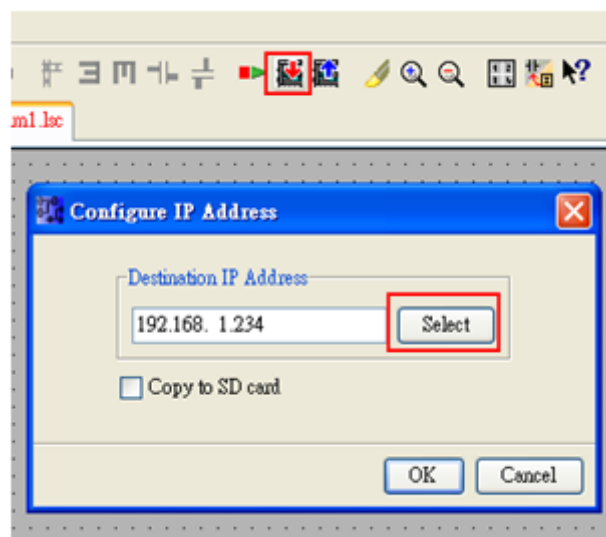 m1.lsc
Configure IP Address
Destination IP Address
192.168. 1.234
Select
Copy to SD card
OK
Cancel